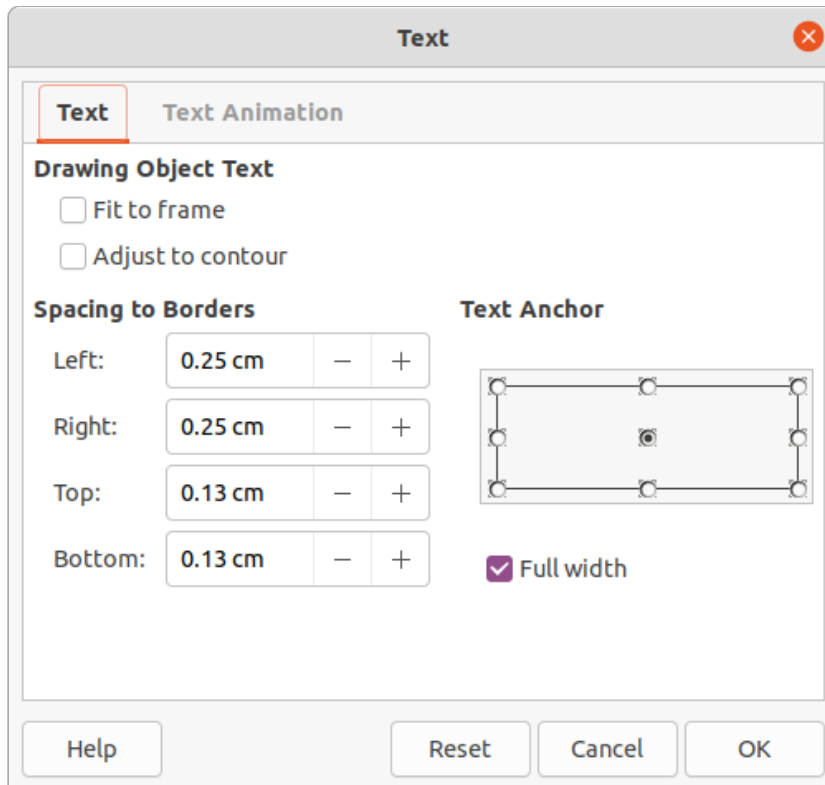 Text
Text Animation
Text
Drawing Object Text
Fit to frame
Adjust to contour
Spacing to Borders
Left: 0.25 cm − +
Right: 0.25 cm − +
Top: 0.13 cm − +
Bottom: 0.13 cm − +
Text Anchor
Full width
Help Reset Cancel OK